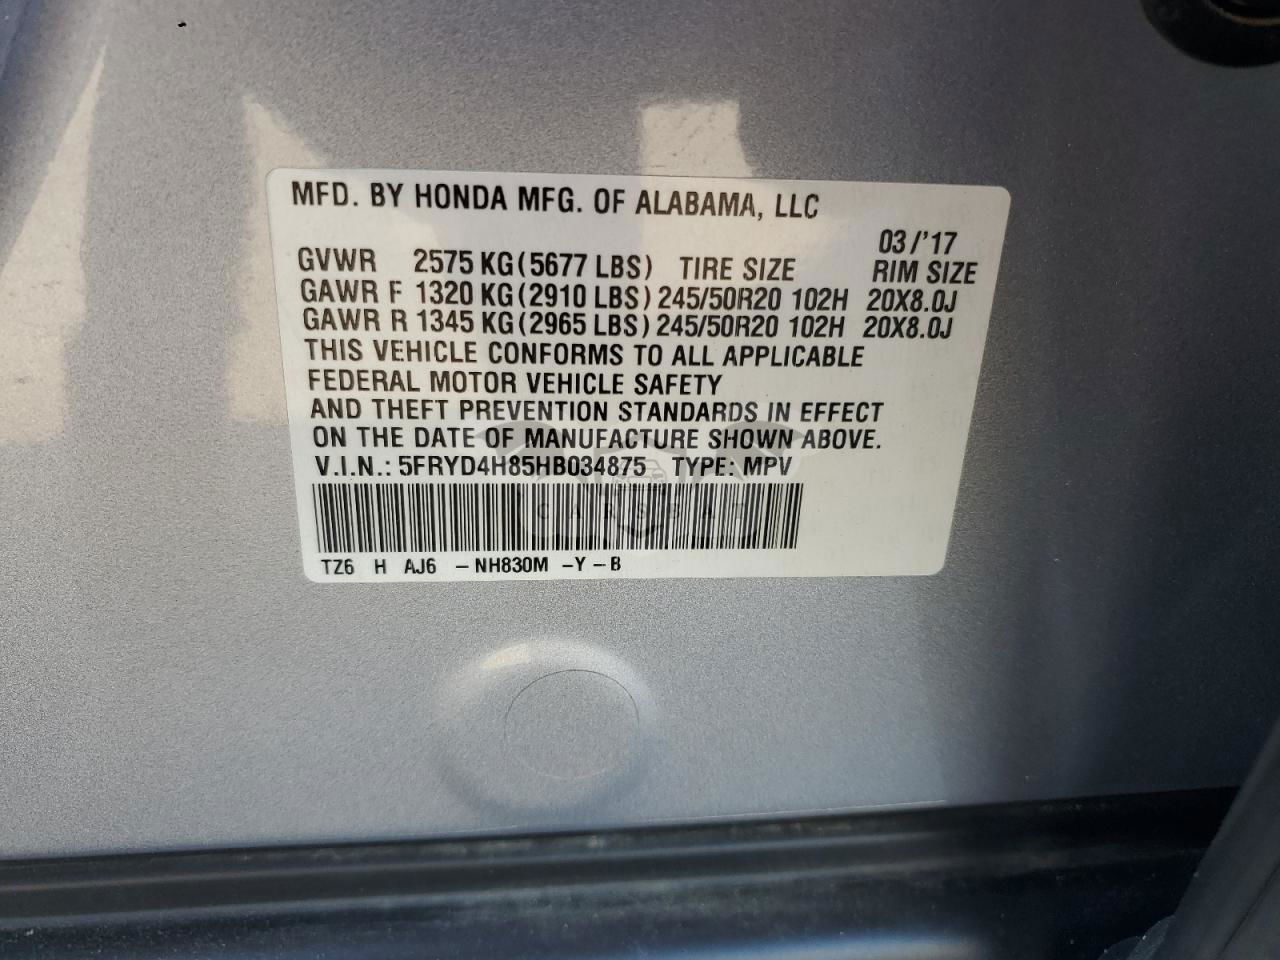 MFD. BY HONDA MFG. OF ALABAMA, LLC
03/'17
GVWR 2575 KG(5677 LBS) TIRE SIZE RIM SIZE
GAWR F 1320 KG(2910 LBS) 245/50R20 102H 20X8.0J
GAWR R 1345 KG(2965 LBS) 245/50R20 102H 20X8.0J
THIS VEHICLE CONFORMS TO ALL APPLICABLE
FEDERAL MOTOR VEHICLE SAFETY
AND THEFT PREVENTION STANDARDS IN EFFECT
ON THE DATE OF MANUFACTURE SHOWN ABOVE.
V.I.N.: 5FRYD4H85HB034875 TYPE: MPV
TZ6 H AJ6 -NH830M -Y-B